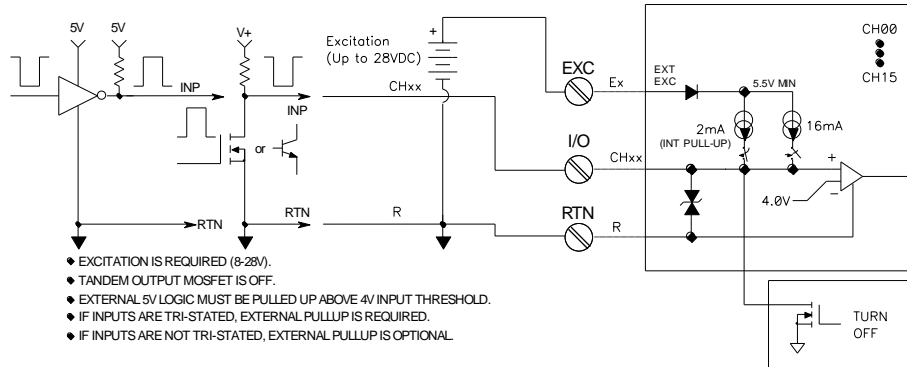 5V 5V V+
Excitation
(Up to 28VDC)
INP
CHxx
INP
or
RTN
RTN
R
EXC
Ex
EXT
EXC
5.5V MIN
2mA
(INT PULL-UP)
16mA
I/O
CHxx
+
4.0V
−
RTN
R
CH00
CH15
TURN
OFF
EXCITATION IS REQUIRED (8-28V).
TANDEM OUTPUT MOSFET IS OFF.
EXTERNAL 5V LOGIC MUST BE PULLED UP ABOVE 4V INPUT THRESHOLD.
IF INPUTS ARE TRI-STATED, EXTERNAL PULLUP IS REQUIRED.
IF INPUTS ARE NOT TRI-STATED, EXTERNAL PULLUP IS OPTIONAL.